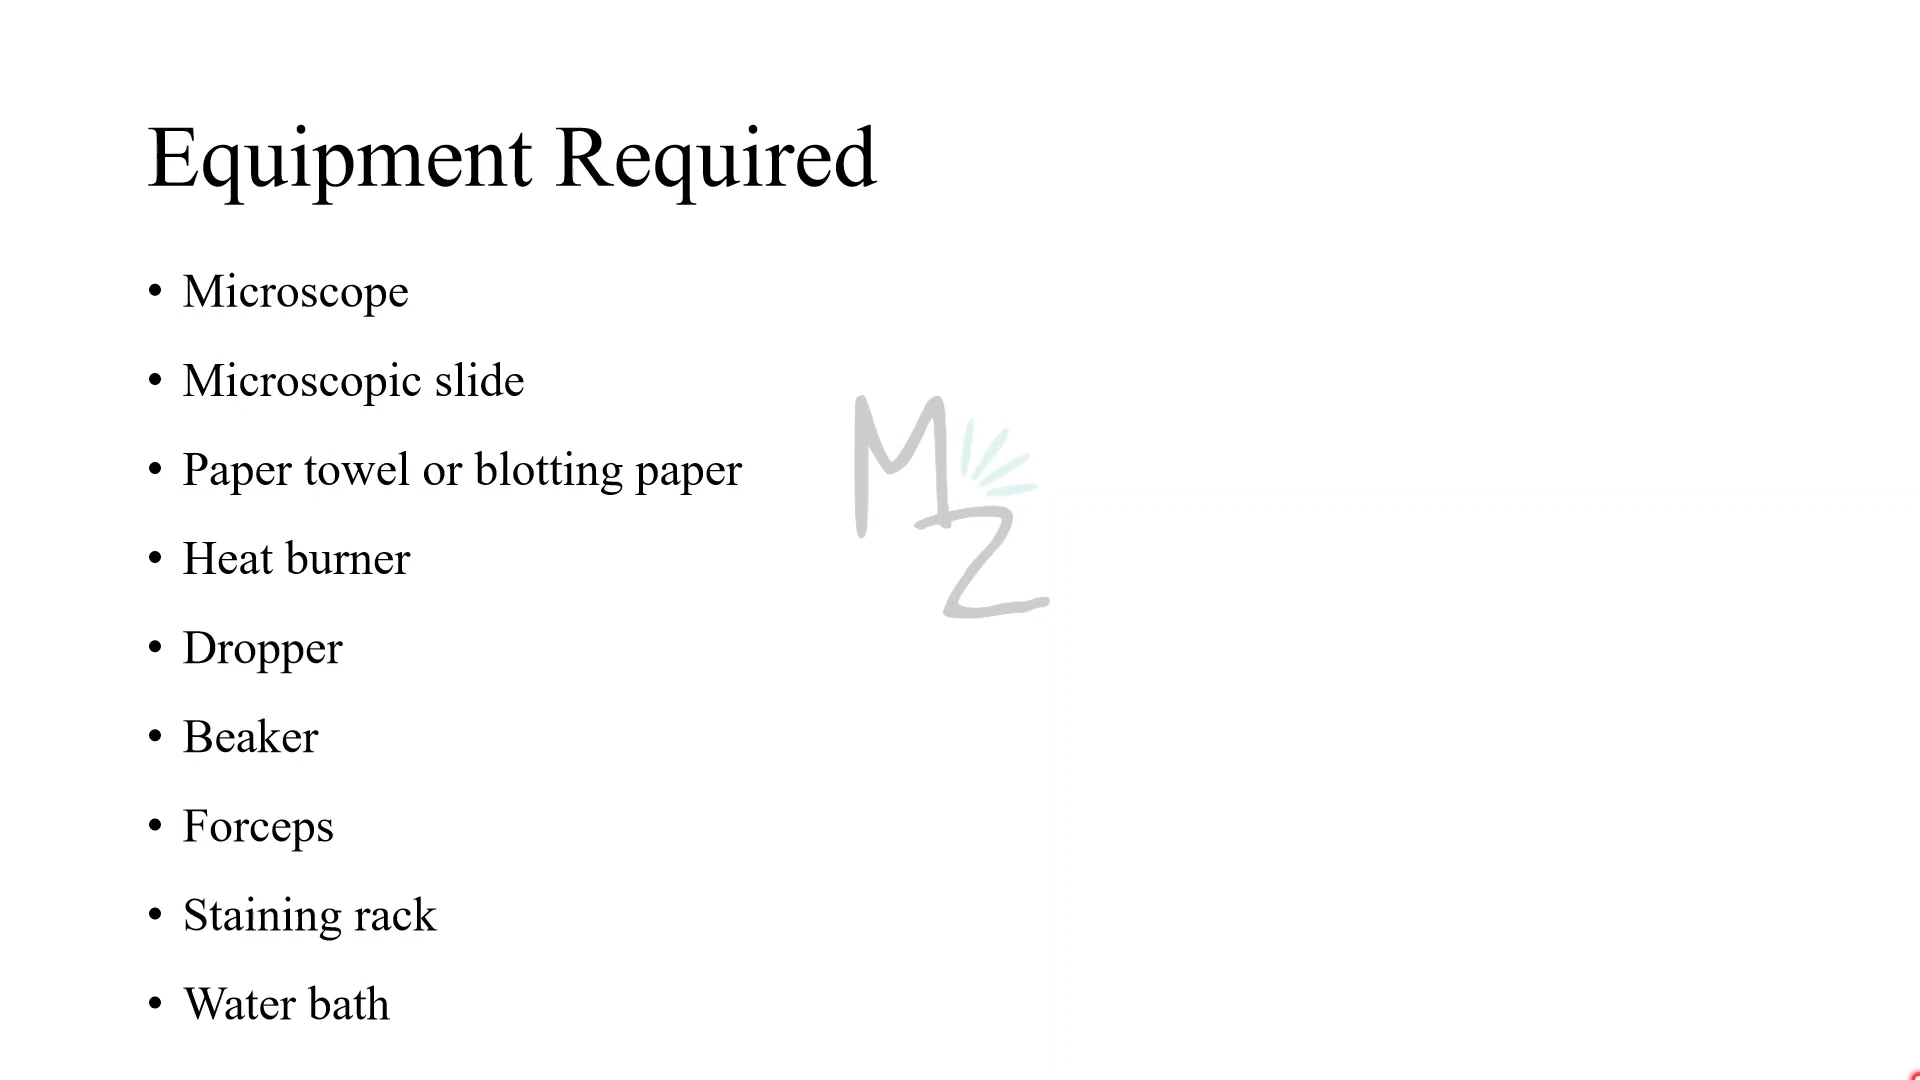 Equipment Required
• Microscope
• Microscopic slide
• Paper towel or blotting paper
• Heat burner
• Dropper
• Beaker
• Forceps
• Staining rack
• Water bath
MZ